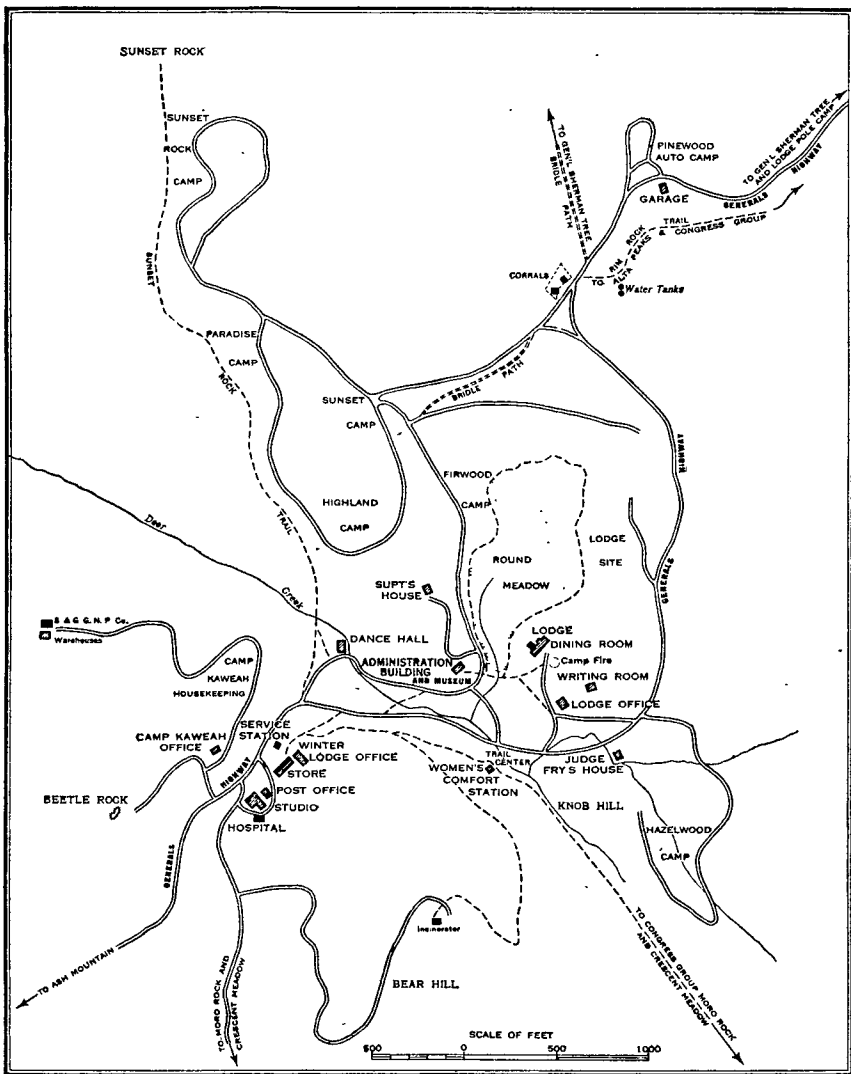 SUNSET ROCK
SUNSET
ROCK
CAMP
TO GEN'L SHERMAN TREE
BRIDLE PATH
PINEWOOD
AUTO CAMP
TO GEN'L SHERMAN TREE
AND LODGE POLE CAMP
GENERALS HIGHWAY
GARAGE
TRAIL
TO RIM ROCK
ALTA PEAKS & CONGRESS GROUP
CORRALS
Water Tanks
SUNSET
ROCK
TRAIL
PARADISE
CAMP
BRIDLE PATH
SUNSET
CAMP
HIGHWAY
GENERALS
FIRWOOD
CAMP
HIGHLAND
CAMP
LODGE
SITE
ROUND
MEADOW
Deer
Creek
SUPT'S
HOUSE
S & G G. N. P Co.
Warehouses
DANCE HALL
LODGE
DINING ROOM
Camp Fire
ADMINISTRATION
BUILDING
AND MUSEUM
WRITING ROOM
CAMP
KAWEAH
HOUSEKEEPING
LODGE OFFICE
CAMP KAWEAH
OFFICE
SERVICE
STATION
WINTER
LODGE OFFICE
STORE
TRAIL
CENTER
WOMEN'S
COMFORT
STATION
JUDGE
FRY'S HOUSE
HIGHWAY
GENERALS
POST OFFICE
STUDIO
HOSPITAL
BEETLE ROCK
KNOB HILL
HAZELWOOD
CAMP
Incinerator
BEAR HILL
TO ASH MOUNTAIN
TO MORO ROCK AND
CRESCENT MEADOW
TO CONGRESS GROUP MORO ROCK
AND CRESCENT MEADOW
SCALE OF FEET
500 0 500 1000